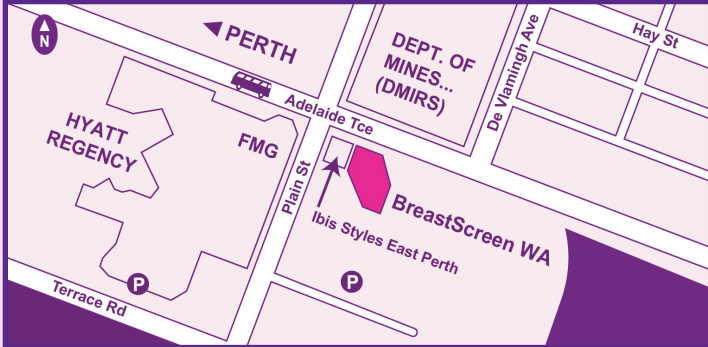 N
PERTH
DEPT. OF
MINES...
(DMIRS)
De Vlamingh Ave
Hay St
Adelaide Tce
HYATT
REGENCY
FMG
Plain St
BreastScreen WA
Ibis Styles East Perth
P
P
Terrace Rd